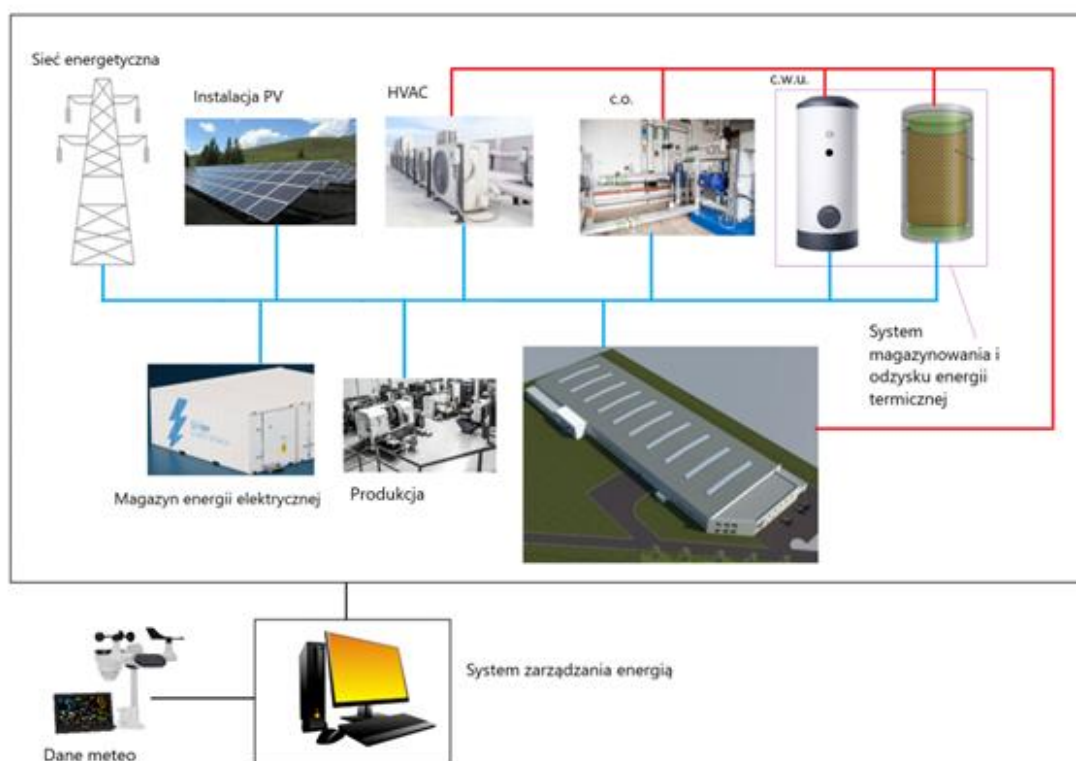 Sieć energetyczna
Instalacja PV
HVAC
c.o.
c.w.u.
System
magazynowania i
odzysku energii
termicznej
Magazyn energii elektrycznej
Produkcja
System zarządzania energią
Dane meteo